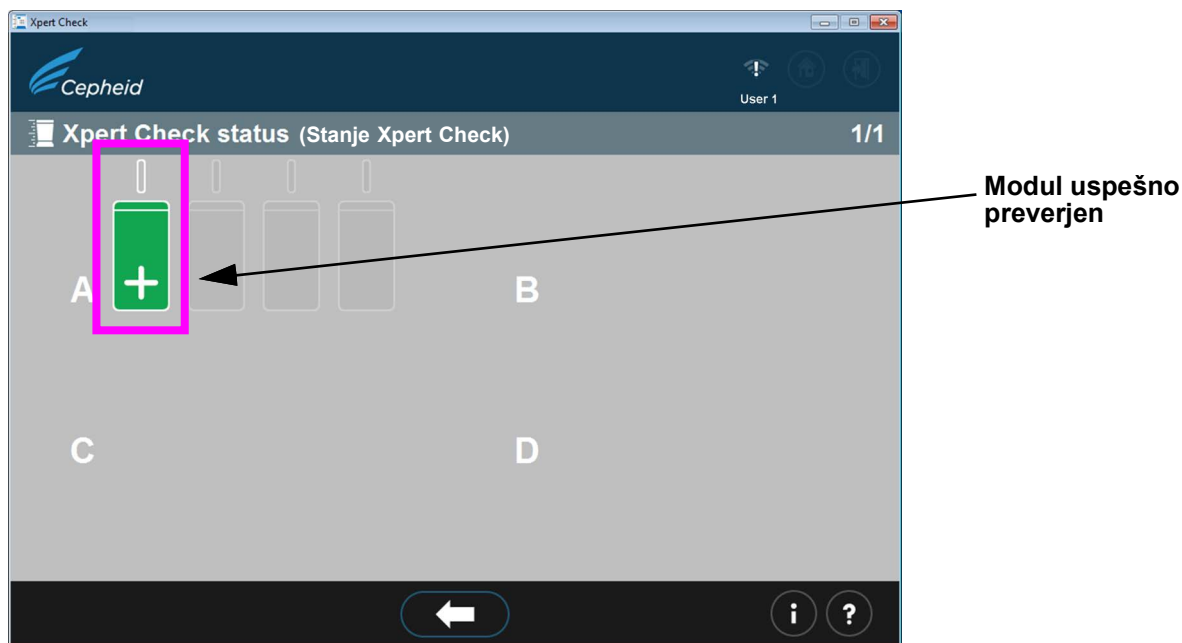 Xpert Check
Cepheid
User 1
Xpert Check status (Stanje Xpert Check) 1/1
Modul uspešno
preverjen
A B
C D
i ?